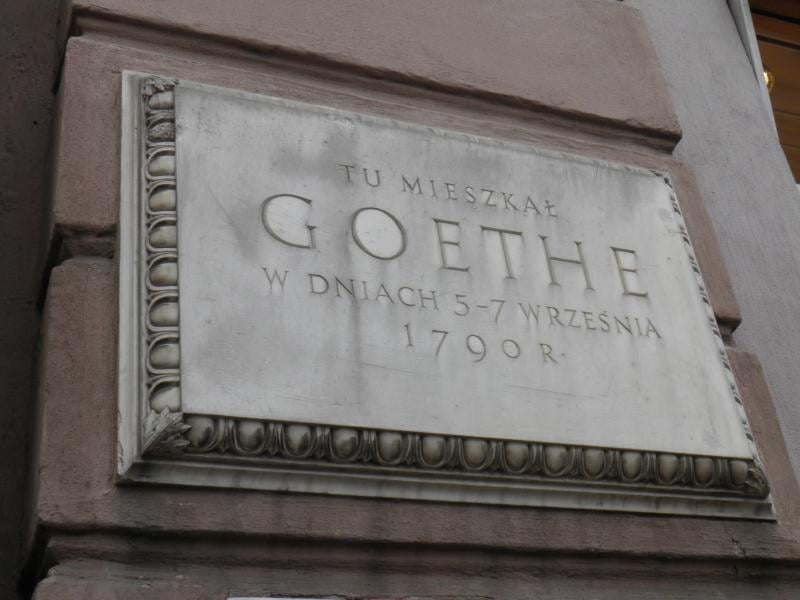 TU MIESZKAŁ
GOETHE
W DNIACH 5-7 WRZEŚNIA
1790 R.